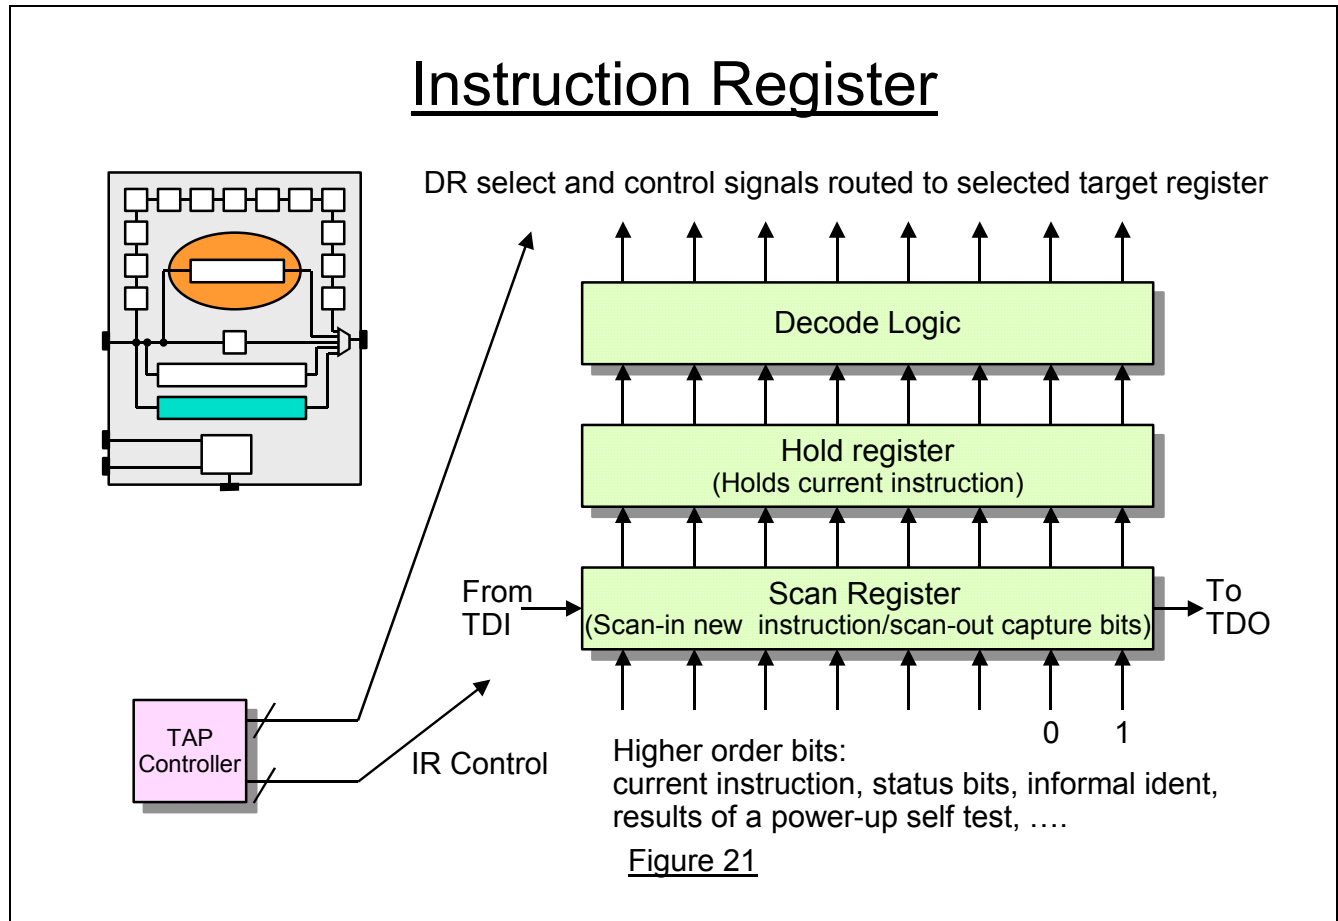 Instruction Register
DR select and control signals routed to selected target register
Decode Logic
Hold register
(Holds current instruction)
From
TDI
Scan Register
(Scan-in new  instruction/scan-out capture bits)
To
TDO
TAP
Controller
IR Control
0 1
Higher order bits:
current instruction, status bits, informal ident,
results of a power-up self test, ….
Figure 21